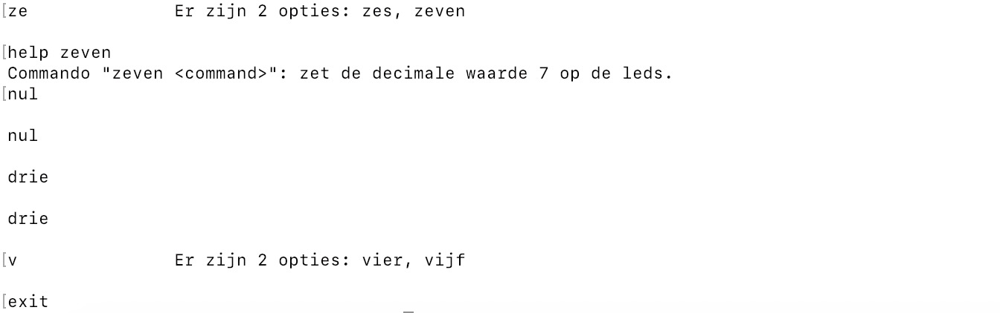 [ze Er zijn 2 opties: zes, zeven
[help zeven
Commando "zeven <command>": zet de decimale waarde 7 op de leds.
[nul
nul
drie
drie
[v Er zijn 2 opties: vier, vijf
[exit